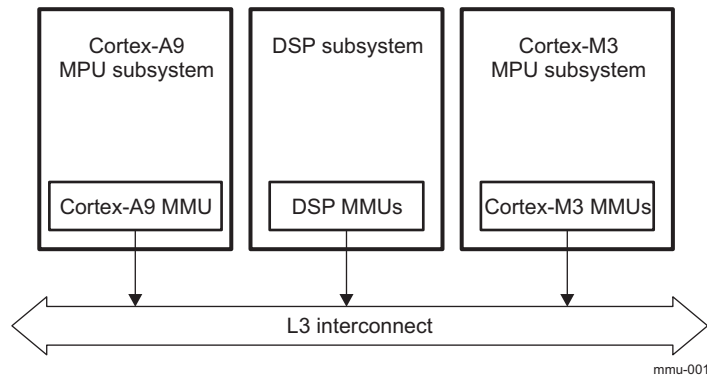 Cortex-A9
MPU subsystem
DSP subsystem
Cortex-M3
MPU subsystem
Cortex-A9 MMU
DSP MMUs
Cortex-M3 MMUs
L3 interconnect
mmu-001